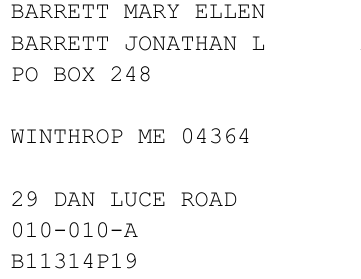 BARRETT MARY ELLEN
BARRETT JONATHAN L
PO BOX 248
WINTHROP ME 04364
29 DAN LUCE ROAD
010-010-A
B11314P19